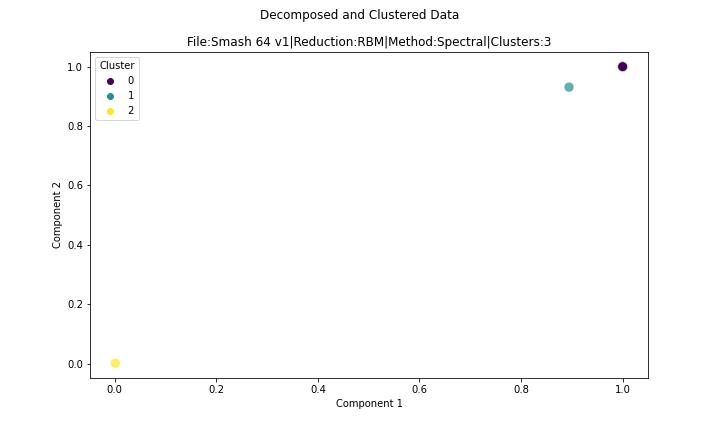 Decomposed and Clustered Data
File:Smash 64 v1|Reduction:RBM|Method:Spectral|Clusters:3
Cluster
0
1
2
1.0
0.8
0.6
0.4
0.2
0.0
Component 2
0.0 0.2 0.4 0.6 0.8 1.0
Component 1